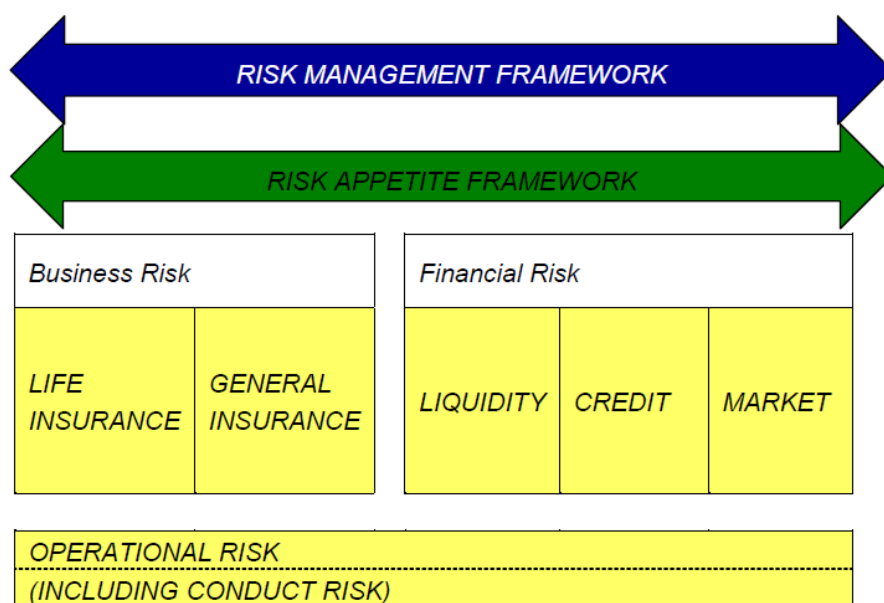 RISK MANAGEMENT FRAMEWORK
RISK APPETITE FRAMEWORK
Business Risk
Financial Risk
LIFE
INSURANCE
GENERAL
INSURANCE
LIQUIDITY
CREDIT
MARKET
OPERATIONAL RISK
(INCLUDING CONDUCT RISK)